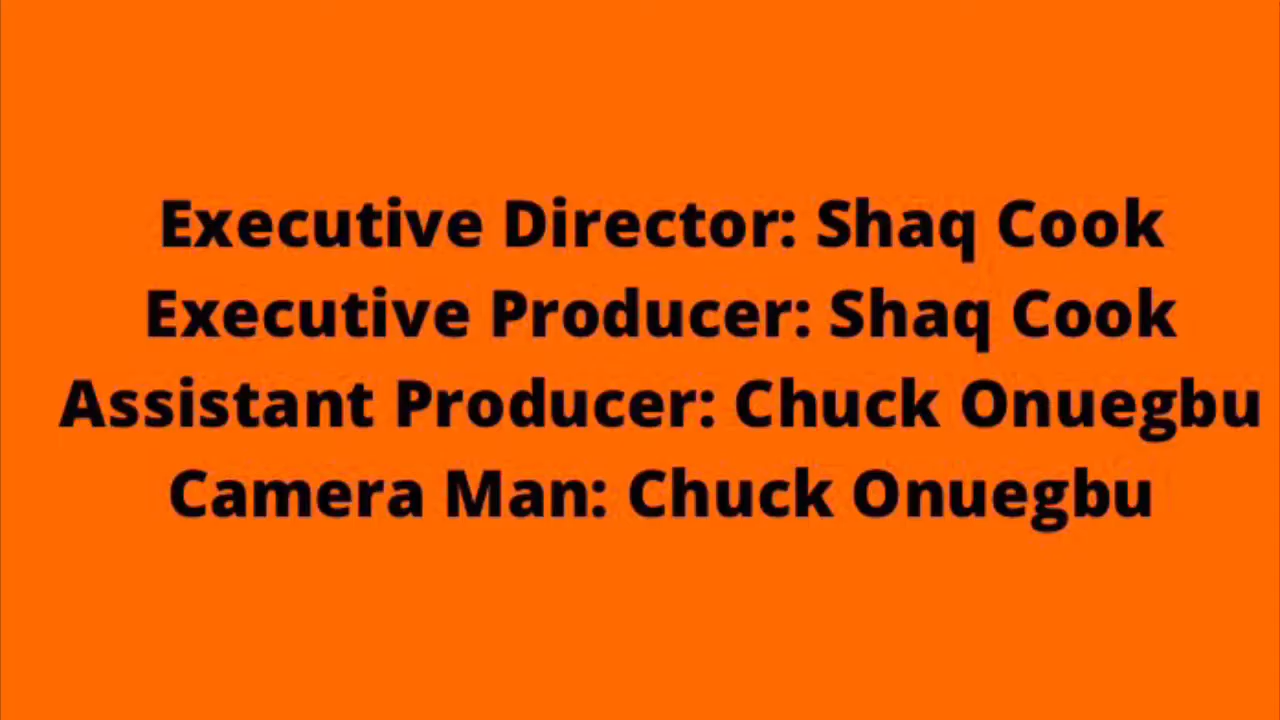 Executive Director: Shaq Cook
Executive Producer: Shaq Cook
Assistant Producer: Chuck Onuegbu
Camera Man: Chuck Onuegbu